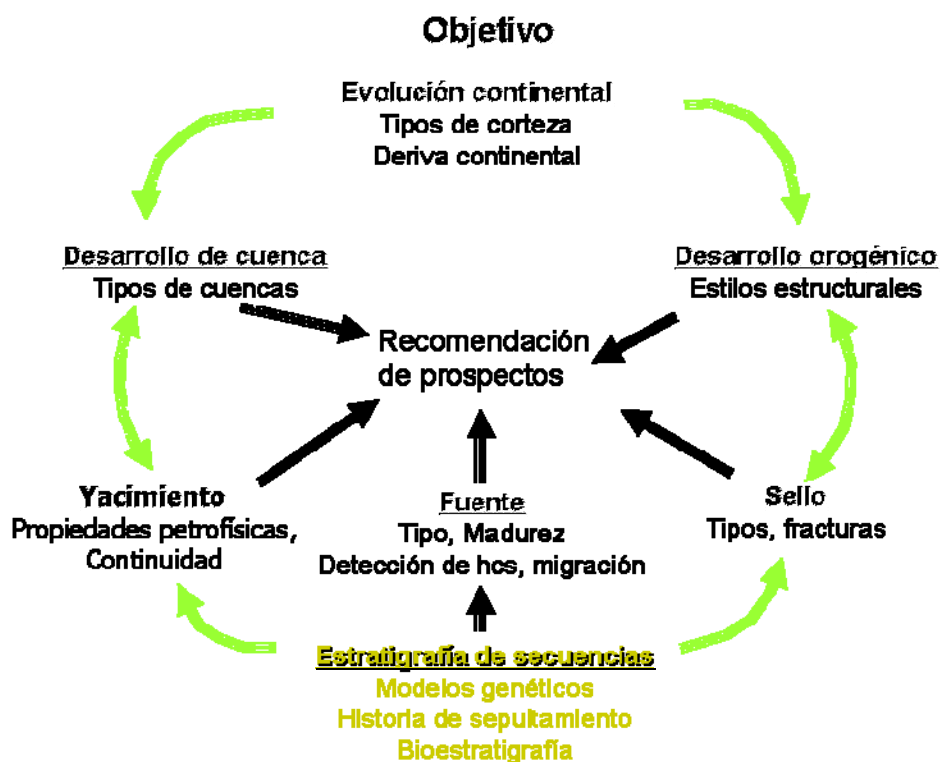 Objetivo
Evolución continental
Tipos de corteza
Deriva continental
Desarrollo de cuenca
Tipos de cuencas
Desarrollo orogénico
Estilos estructurales
Recomendación
de prospectos
Yacimiento
Propiedades petrofísicas,
Continuidad
Fuente
Tipo, Madurez
Detección de hcs, migración
Sello
Tipos, fracturas
Estratigrafía de secuencias
Modelos genéticos
Historia de sepultamiento
Bioestratigrafía